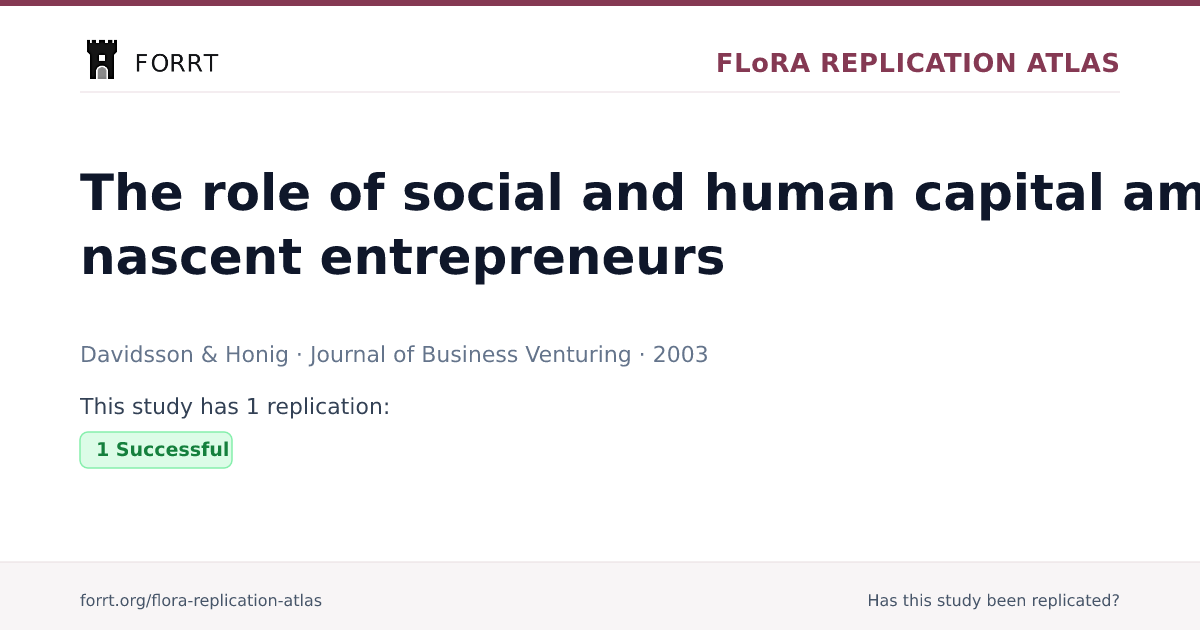 FORRT
FLoRA REPLICATION ATLAS
The role of social and human capital am
nascent entrepreneurs
Davidsson & Honig · Journal of Business Venturing · 2003
This study has 1 replication:
1 Successful
forrt.org/flora-replication-atlas
Has this study been replicated?